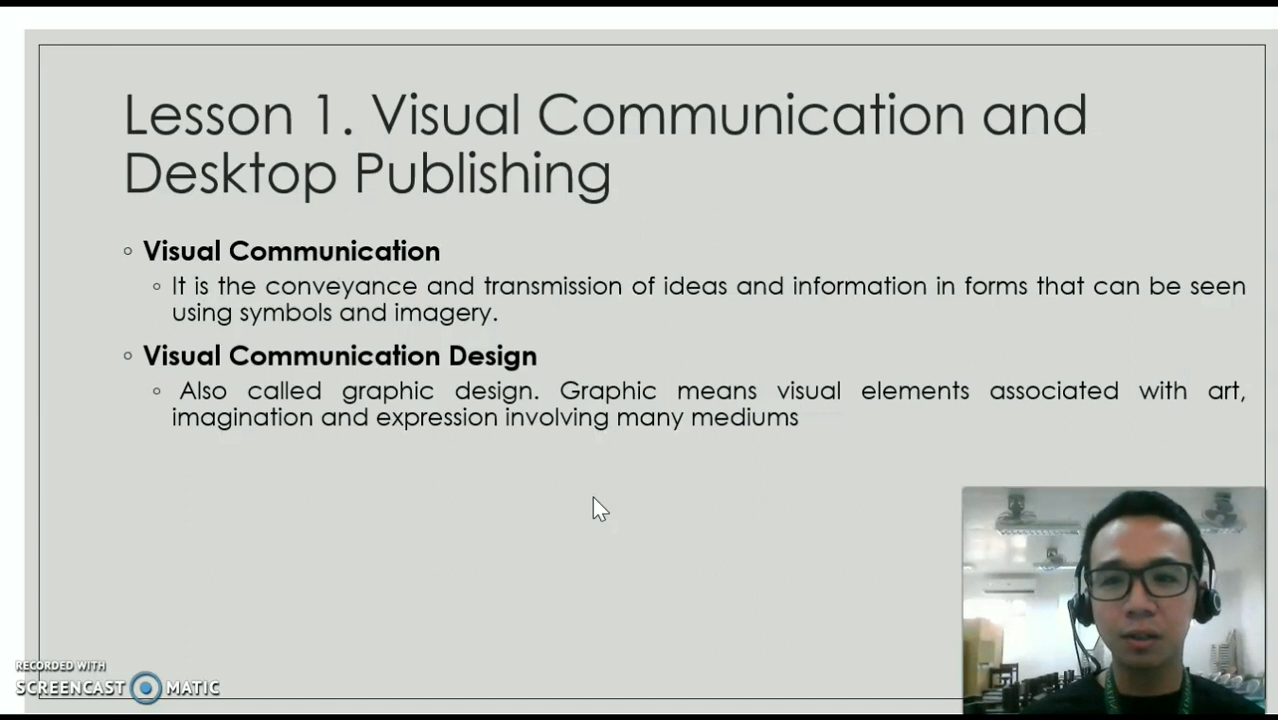 Lesson 1. Visual Communication and
Desktop Publishing
Visual Communication
It is the conveyance and transmission of ideas and information in forms that can be seen
using symbols and imagery.
Visual Communication Design
Also called graphic design. Graphic means visual elements associated with art,
imagination and expression involving many mediums
RECORDED WITH
SCREENCAST MATIC